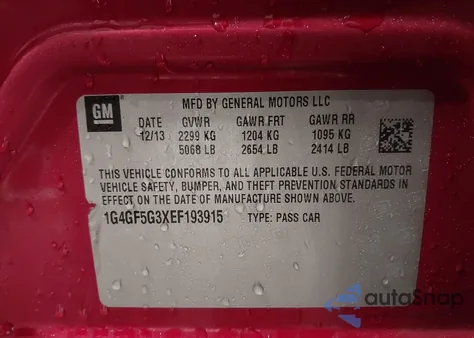 GM
MFD BY GENERAL MOTORS LLC
DATE GVWR GAWR FRT GAWR RR
12/13 2299 KG 1204 KG 1095 KG
5068 LB 2654 LB 2414 LB
THIS VEHICLE CONFORMS TO ALL APPLICABLE U.S. FEDERAL MOTOR
VEHICLE SAFETY, BUMPER, AND THEFT PREVENTION STANDARDS IN
EFFECT ON THE DATE OF MANUFACTURE SHOWN ABOVE.
1G4GF5G3XEF193915 TYPE: PASS CAR
autoSnap